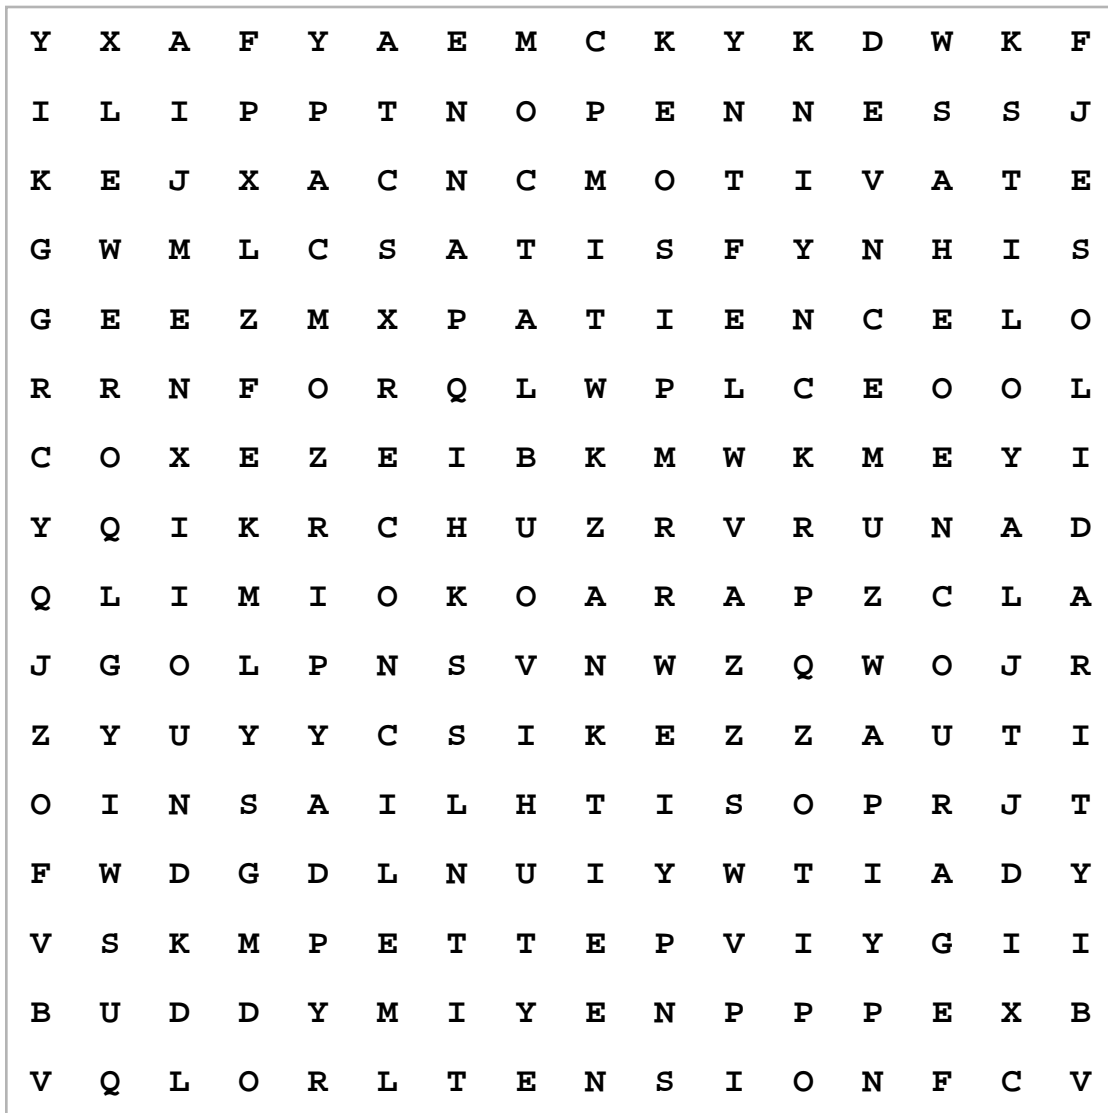 Y X A F Y A E M C K Y K D W K F
I L I P P T N O P E N N E S S J
K E J X A C N C M O T I V A T E
G W M L C S A T I S F Y N H I S
G E E Z M X P A T I E N C E L O
R R N F O R Q L W P L C E O O L
C O X E Z E I B K M W K M E Y I
Y Q I K R C H U Z R V R U N A D
Q L I M I O K O A R A P Z C L A
J G O L P N S V N W Z Q W O J R
Z Y U Y Y C S I K E Z Z A U T I
O I N S A I L H T I S O P R J T
F W D G D L N U I Y W T I A D Y
V S K M P E T T E P V I Y G I I
B U D D Y M I Y E N P P P E X B
V Q L O R L T E N S I O N F C V